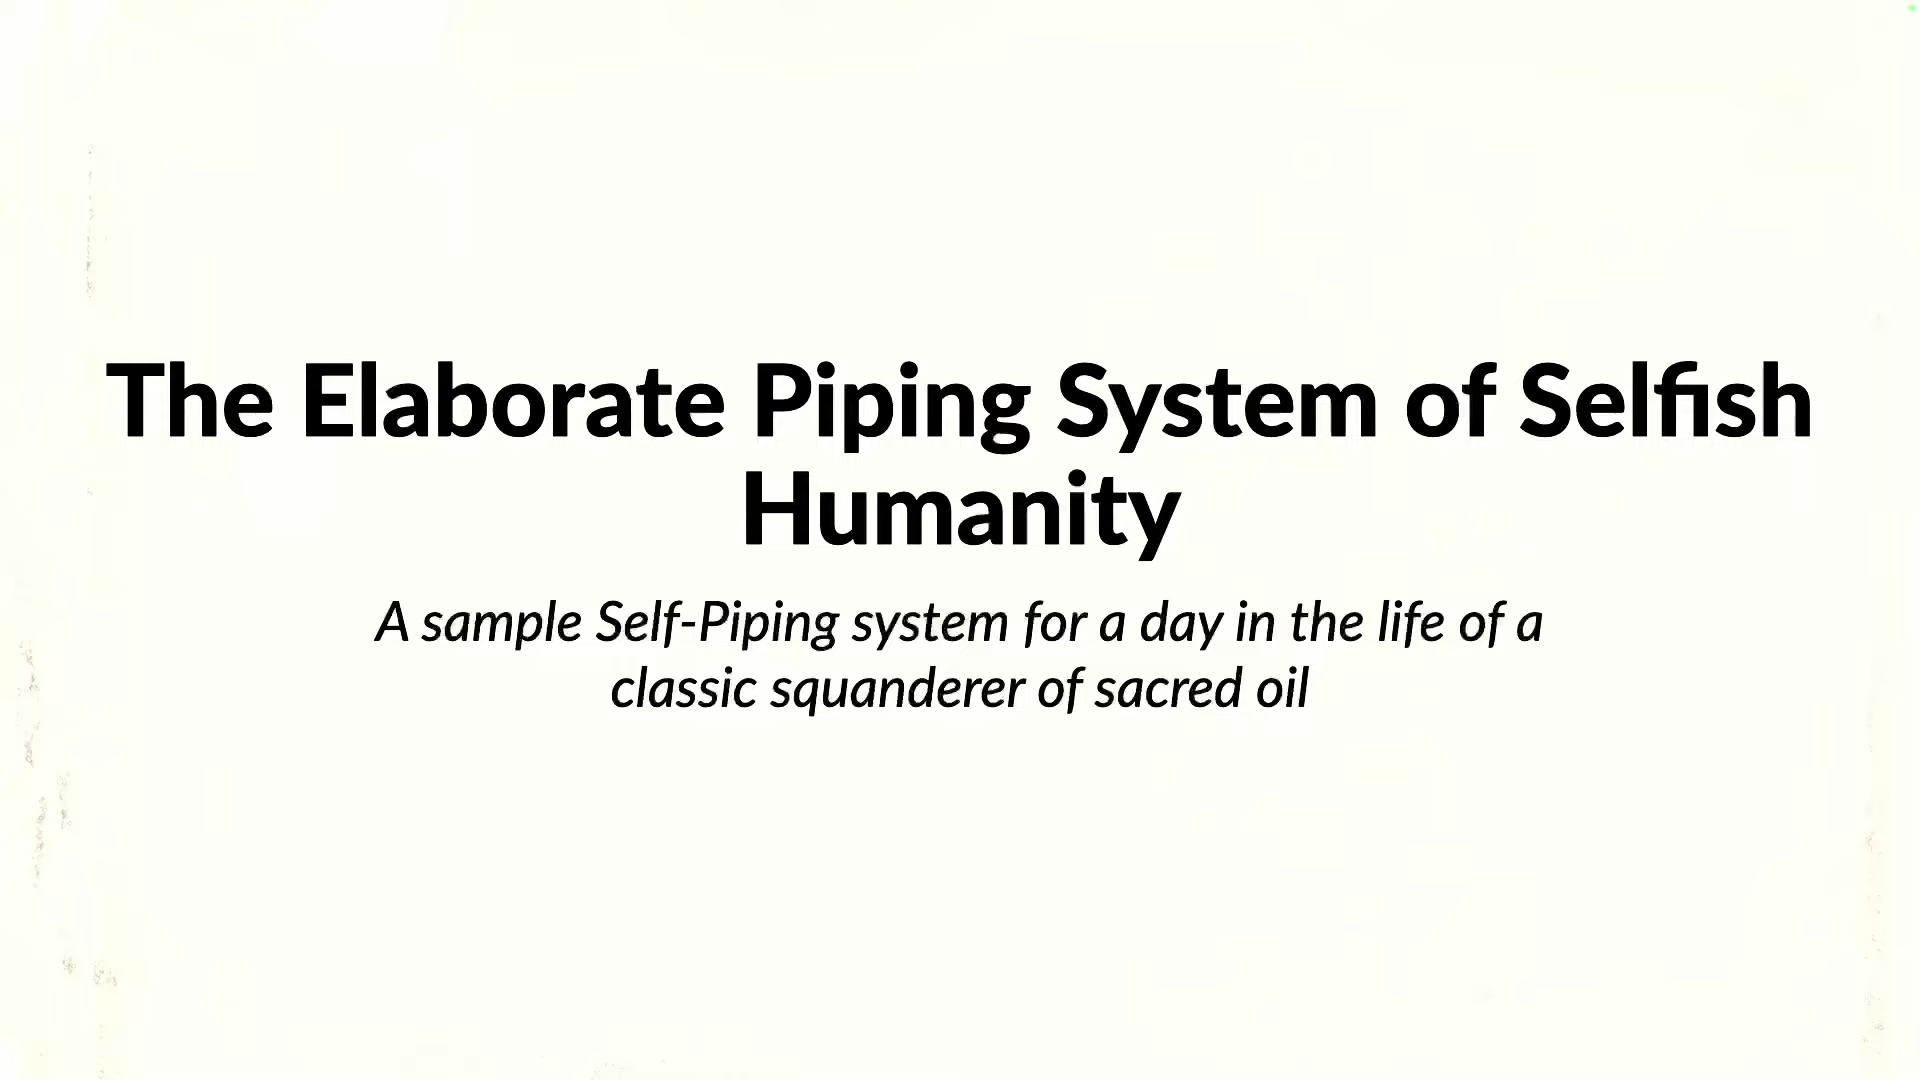 The Elaborate Piping System of Selfish
Humanity
A sample Self-Piping system for a day in the life of a
classic squanderer of sacred oil